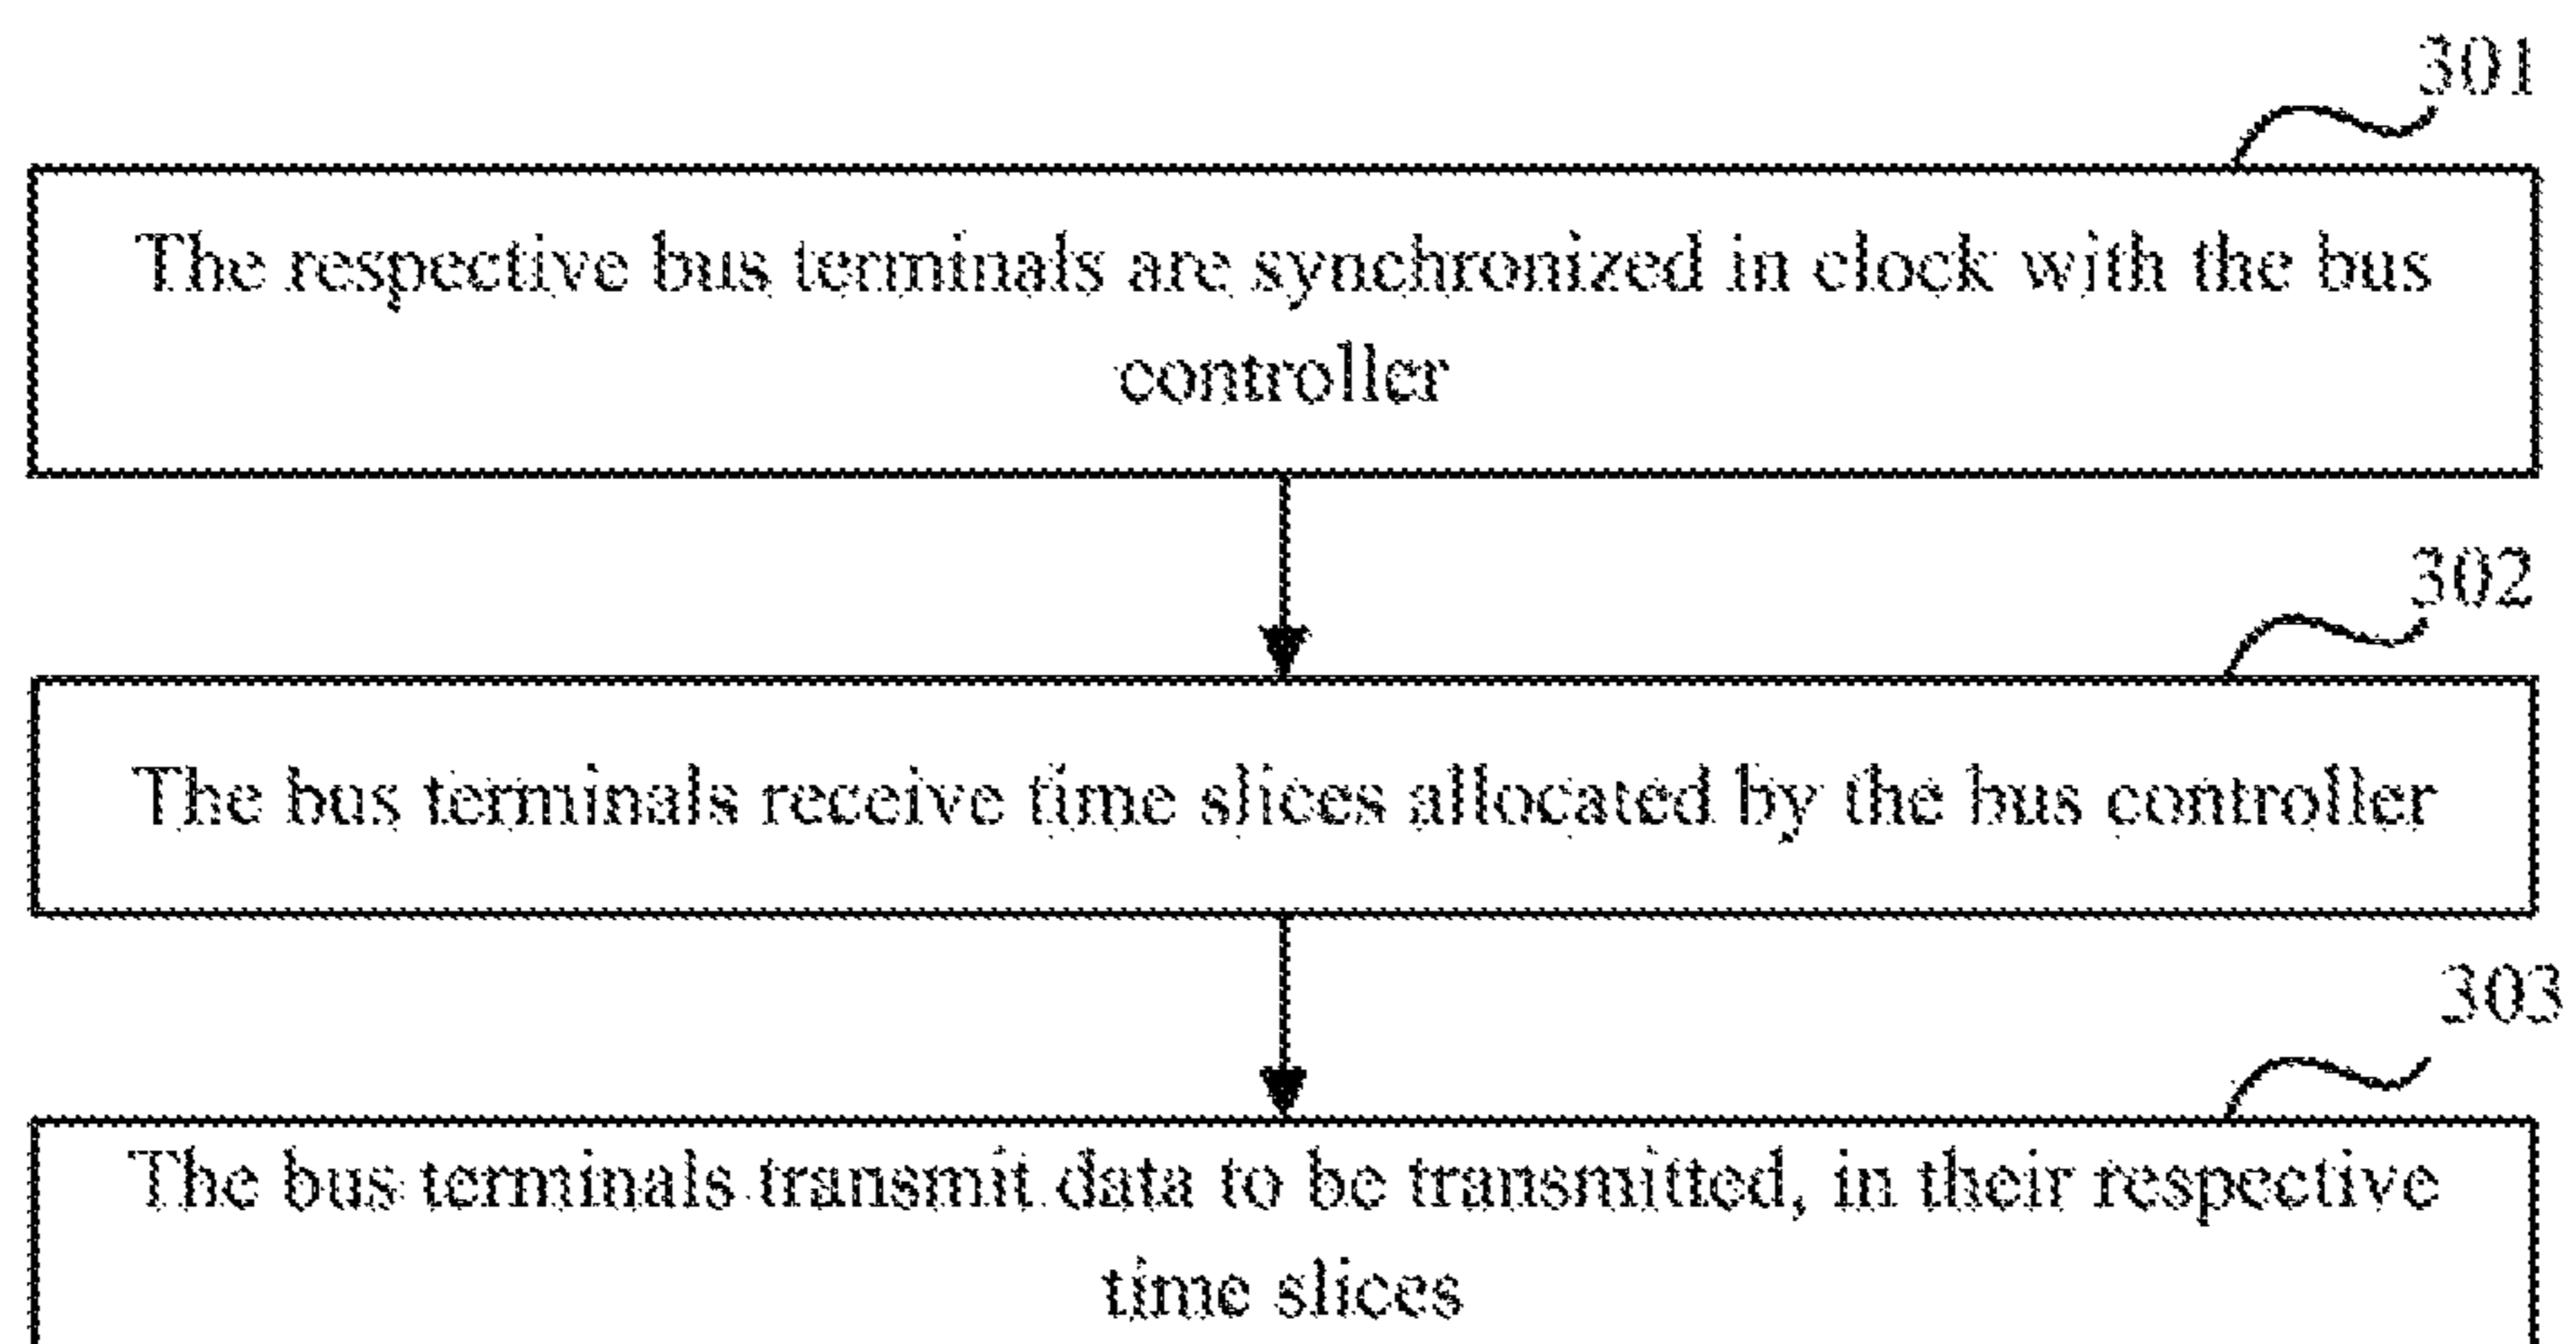 301
The respective bus terminals are synchronized in clock with the bus
controller
302
The bus terminals receive time slices allocated by the bus controller
303
The bus terminals transmit data to be transmitted, in their respective
time slices